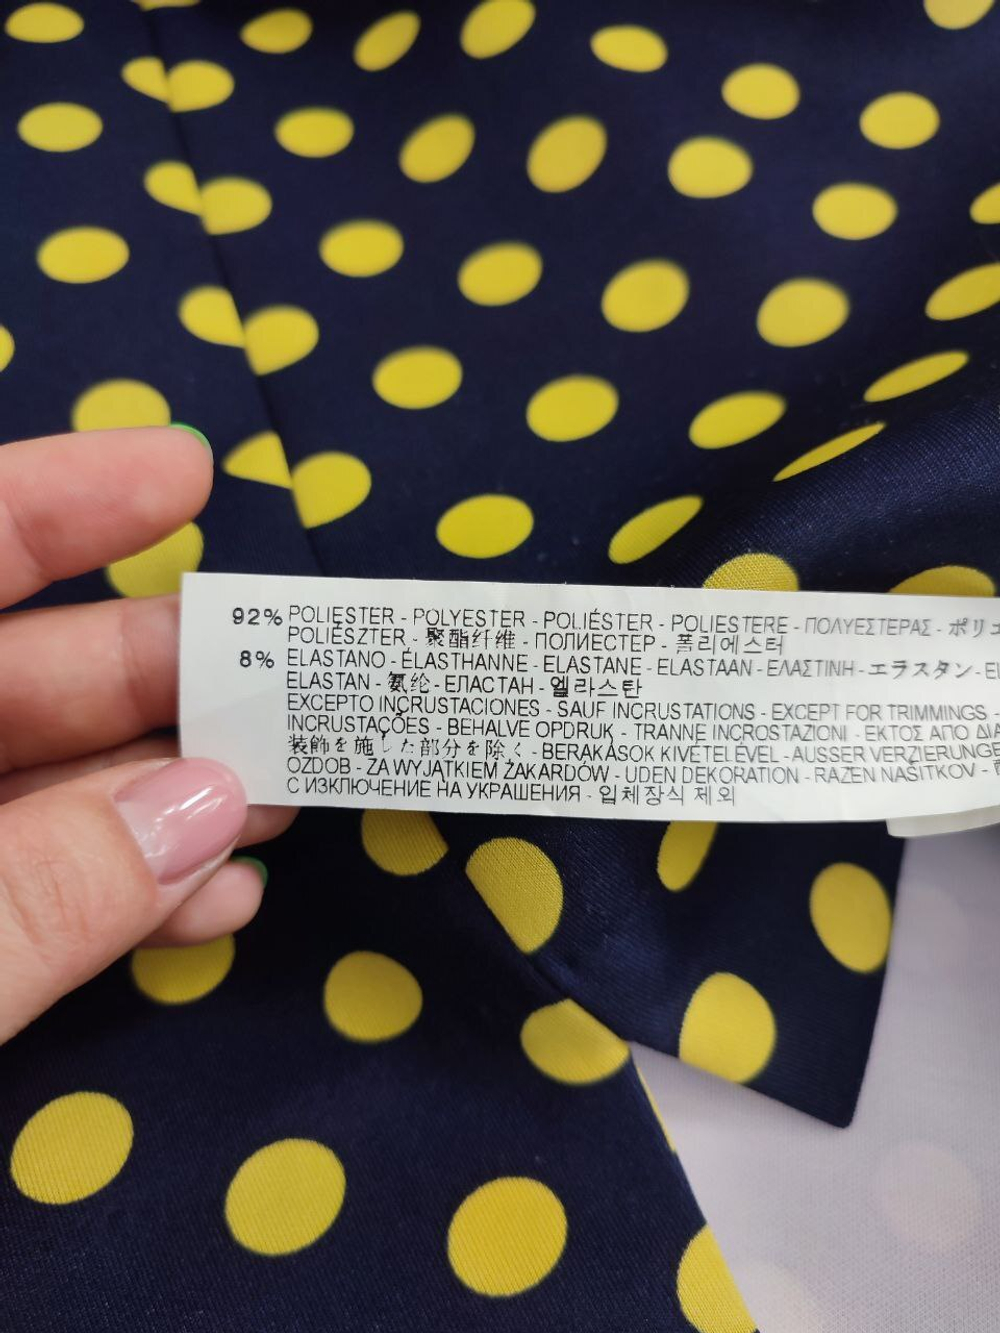 92% POLIESTER - POLYESTER - POLIÉSTER - POLIESTERE - ΠΟΛΥΕΣΤΕΡΑΣ - ポリエ
POLIÉSZTER - 聚酯纤维 - ПОЛИЕСТЕР - 폴리에스터
8% ELASTANO - ÉLASTHANNE - ELASTANE - ELASTAAN - ΕΛΑΣΤΙΝΗ - エラスタン -
ELASTAN - 氨纶 - ЕЛАСТАН - 엘라스탄
EXCEPTO INCRUSTACIONES - SAUF INCRUSTATIONS - EXCEPT FOR TRIMMINGS -
INCRUSTAÇÕES - BEHALVE OPDRUK - TRANNE INCROSTAZIONI - ΕΚΤΟΣ ΑΠΟ
装飾を施した部分を除く - BERAKÁSOK KIVÉTELÉVEL - AUSSER VERZIERUNGE
OZDOB - ZA WYJĄTKIEM ŻAKARDÓW - UDEN DEKORATION - RAZEN NAŠITKOV -
С ИЗКЛЮЧЕНИЕ НА УКРАШЕНИЯ - 입체장식 제외